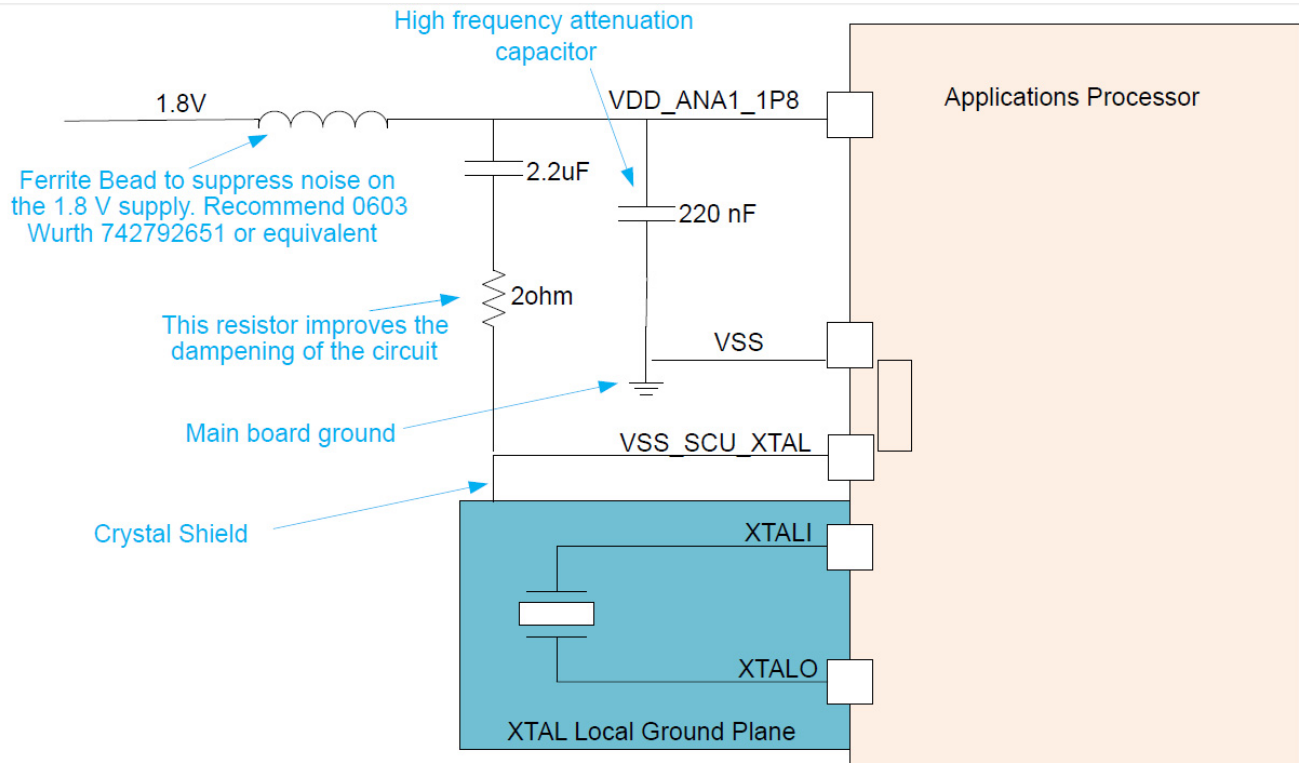 High frequency attenuation
capacitor
1.8V
VDD_ANA1_1P8
Applications Processor
Ferrite Bead to suppress noise on
the 1.8 V supply. Recommend 0603
Wurth 742792651 or equivalent
2.2uF
220 nF
2ohm
This resistor improves the
dampening of the circuit
VSS
Main board ground
VSS_SCU_XTAL
Crystal Shield
XTALI
XTALO
XTAL Local Ground Plane